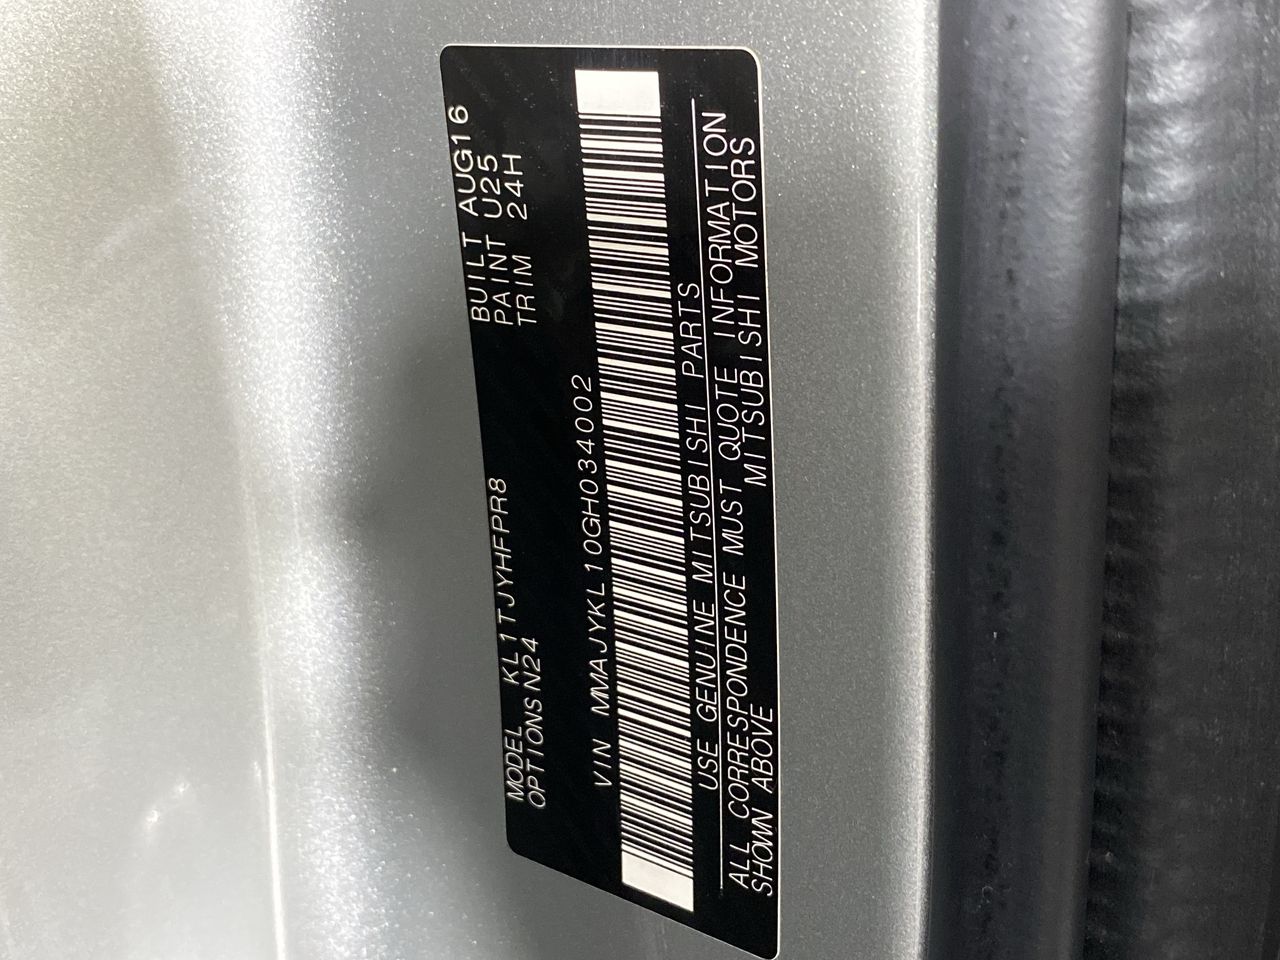 MODEL KL1TJYHFPR8 BUILT AUG16
OPTIONS N24 PAINT U25
TRIM 24H
VIN MMAJYKL10GH034002
USE GENUINE MITSUBISHI PARTS
ALL CORRESPONDENCE MUST QUOTE INFORMATION
SHOWN ABOVE MITSUBISHI MOTORS